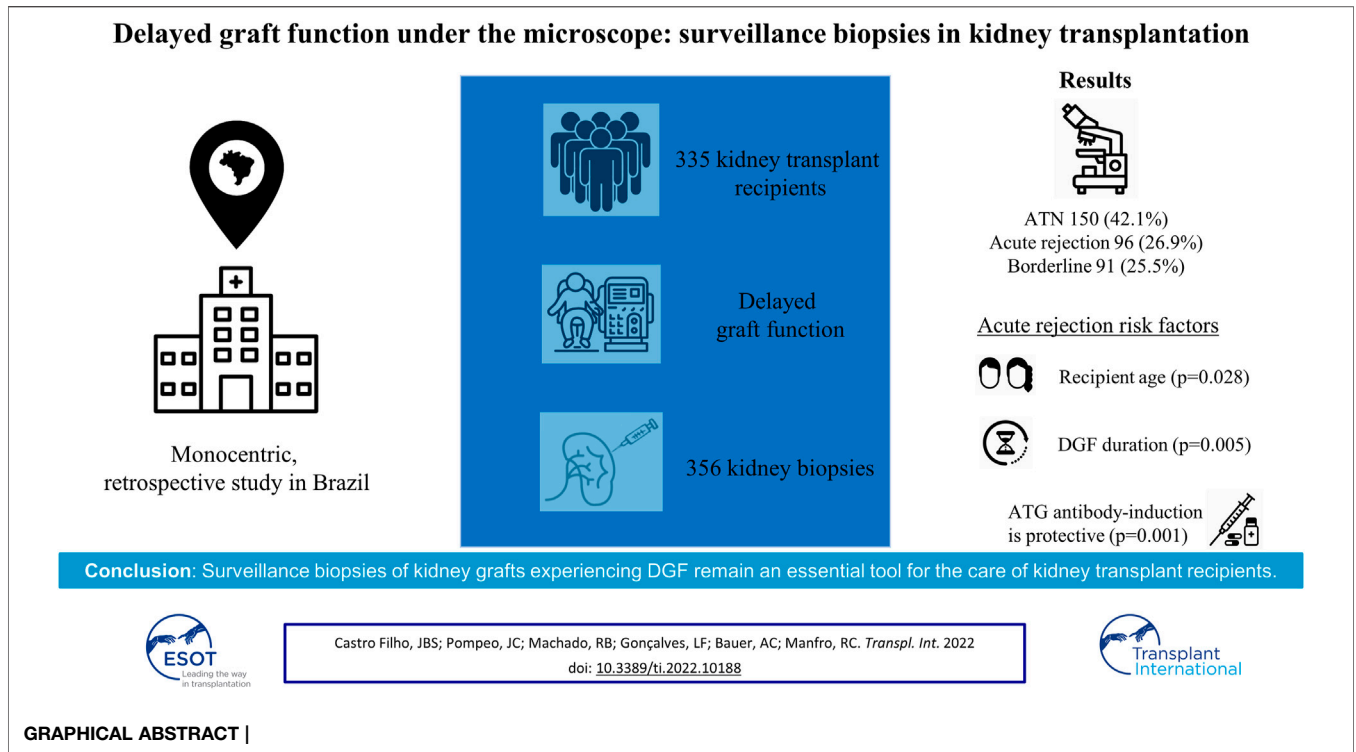 Delayed graft function under the microscope: surveillance biopsies in kidney transplantation
Monocentric,
retrospective study in Brazil
335 kidney transplant
recipients
Delayed
graft function
356 kidney biopsies
Results
ATN 150 (42.1%)
Acute rejection 96 (26.9%)
Borderline 91 (25.5%)
Acute rejection risk factors
Recipient age (p=0.028)
DGF duration (p=0.005)
ATG antibody-induction
is protective (p=0.001)
Conclusion: Surveillance biopsies of kidney grafts experiencing DGF remain an essential tool for the care of kidney transplant recipients.
ESOT
Leading the way
in transplantation
Castro Filho, JBS; Pompeo, JC; Machado, RB; Gonçalves, LF; Bauer, AC; Manfro, RC. Transpl. Int. 2022
doi: 10.3389/ti.2022.10188
Transplant
International
GRAPHICAL ABSTRACT |